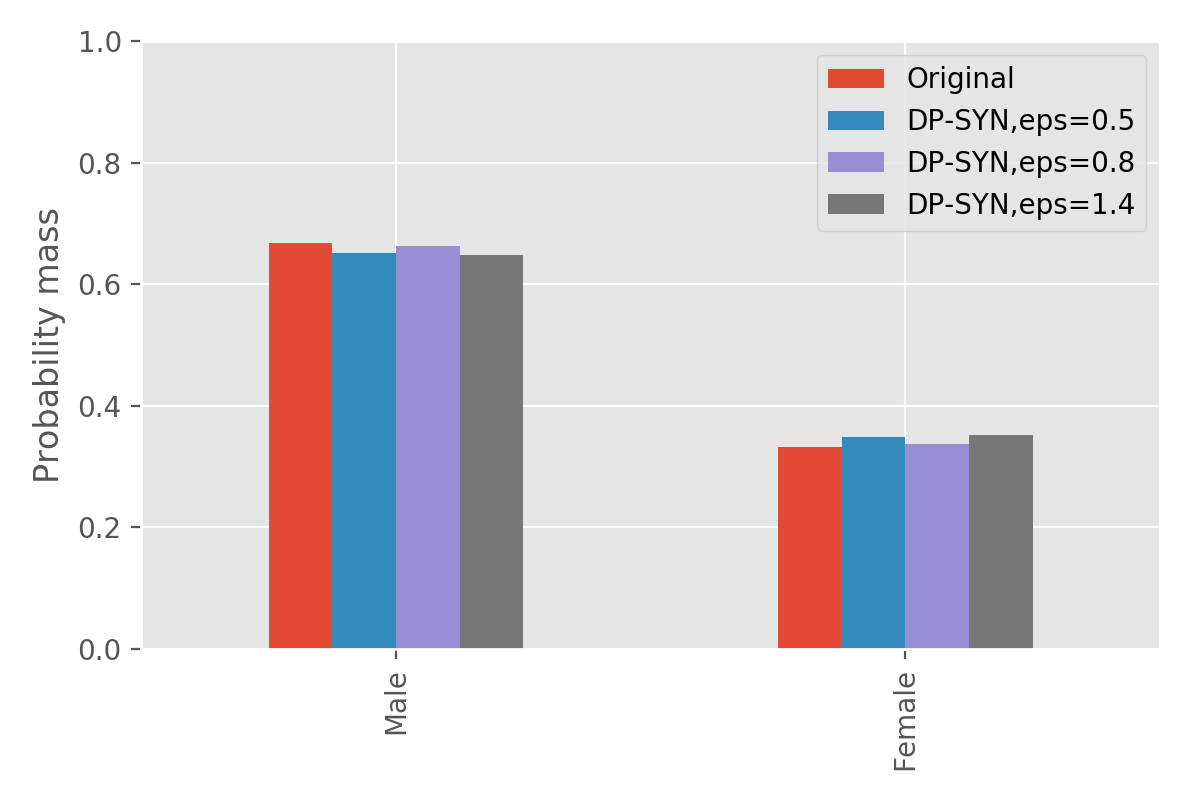 1.0
0.8
0.6
0.4
0.2
0.0
Probability mass
Original
DP-SYN,eps=0.5
DP-SYN,eps=0.8
DP-SYN,eps=1.4
Male
Female